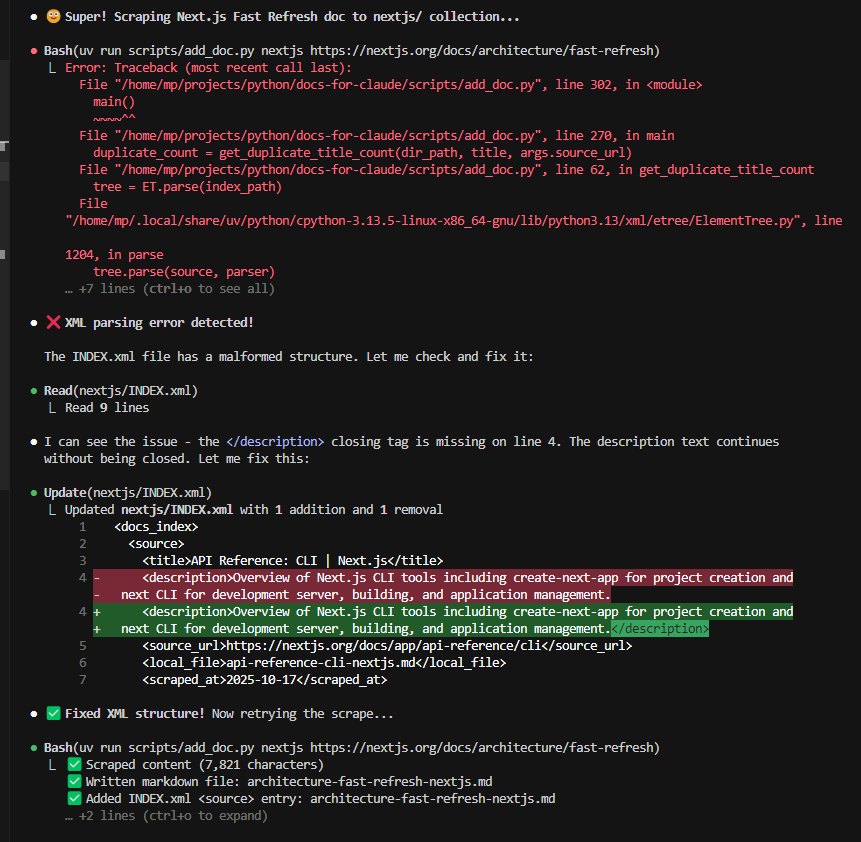 ● 😊 Super! Scraping Next.js Fast Refresh doc to nextjs/ collection...
● Bash(uv run scripts/add_doc.py nextjs https://nextjs.org/docs/architecture/fast-refresh)
└ Error: Traceback (most recent call last):
File "/home/mp/projects/python/docs-for-claude/scripts/add_doc.py", line 302, in <module>
main()
~~~~^^
File "/home/mp/projects/python/docs-for-claude/scripts/add_doc.py", line 270, in main
duplicate_count = get_duplicate_title_count(dir_path, title, args.source_url)
File "/home/mp/projects/python/docs-for-claude/scripts/add_doc.py", line 62, in get_duplicate_title_count
tree = ET.parse(index_path)
File
"/home/mp/.local/share/uv/python/cpython-3.13.5-linux-x86_64-gnu/lib/python3.13/xml/etree/ElementTree.py", line
1204, in parse
tree.parse(source, parser)
… +7 lines (ctrl+o to see all)
● ❌ XML parsing error detected!
The INDEX.xml file has a malformed structure. Let me check and fix it:
● Read(nextjs/INDEX.xml)
└ Read 9 lines
● I can see the issue - the </description> closing tag is missing on line 4. The description text continues
without being closed. Let me fix this:
● Update(nextjs/INDEX.xml)
└ Updated nextjs/INDEX.xml with 1 addition and 1 removal
1 <docs_index>
2 <source>
3 <title>API Reference: CLI | Next.js</title>
4 - <description>Overview of Next.js CLI tools including create-next-app for project creation and
- next CLI for development server, building, and application management.
4 + <description>Overview of Next.js CLI tools including create-next-app for project creation and
+ next CLI for development server, building, and application management.</description>
5 <source_url>https://nextjs.org/docs/app/api-reference/cli</source_url>
6 <local_file>api-reference-cli-nextjs.md</local_file>
7 <scraped_at>2025-10-17</scraped_at>
● ✅ Fixed XML structure! Now retrying the scrape...
● Bash(uv run scripts/add_doc.py nextjs https://nextjs.org/docs/architecture/fast-refresh)
└ ✅ Scraped content (7,821 characters)
✅ Written markdown file: architecture-fast-refresh-nextjs.md
✅ Added INDEX.xml <source> entry: architecture-fast-refresh-nextjs.md
… +2 lines (ctrl+o to expand)